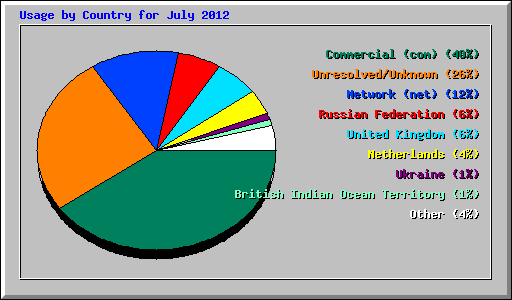 Usage by Country for July 2012
Commercial (com) (40%)
Unresolved/Unknown (26%)
Network (net) (12%)
Russian Federation (6%)
United Kingdom (6%)
Netherlands (4%)
Ukraine (1%)
British Indian Ocean Territory (1%)
Other (4%)